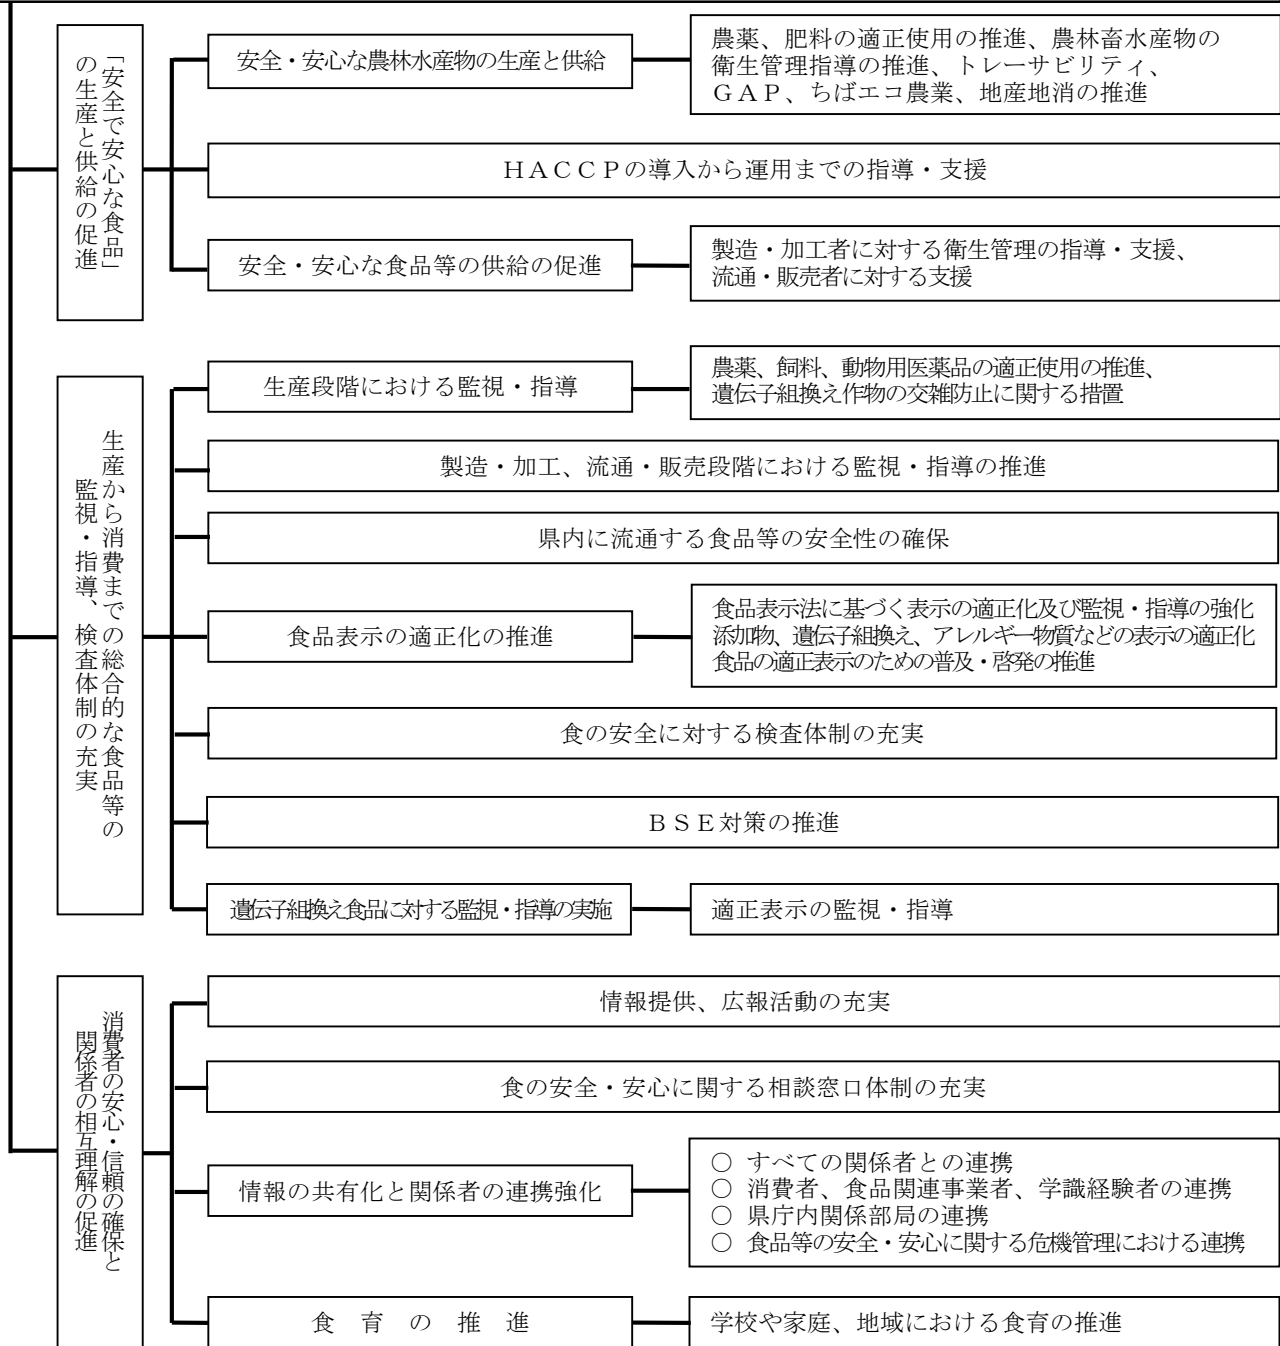 「安全で安心な食品」
の生産と供給の促進
安全・安心な農林水産物の生産と供給
農薬、肥料の適正使用の推進、農林畜水産物の
衛生管理指導の推進、トレーサビリティ、
ＧＡＰ、ちばエコ農業、地産地消の推進
ＨＡＣＣＰの導入から運用までの指導・支援
安全・安心な食品等の供給の促進
製造・加工者に対する衛生管理の指導・支援、
流通・販売者に対する支援
生産から消費までの総合的な食品等の
監視・指導、検査体制の充実
生産段階における監視・指導
農薬、飼料、動物用医薬品の適正使用の推進、
遺伝子組換え作物の交雑防止に関する措置
製造・加工、流通・販売段階における監視・指導の推進
県内に流通する食品等の安全性の確保
食品表示の適正化の推進
食品表示法に基づく表示の適正化及び監視・指導の強化
添加物、遺伝子組換え、アレルギー物質などの表示の適正化
食品の適正表示のための普及・啓発の推進
食の安全に対する検査体制の充実
ＢＳＥ対策の推進
遺伝子組換え食品に対する監視・指導の実施
適正表示の監視・指導
消費者の安心・信頼の確保と
関係者の相互理解の促進
情報提供、広報活動の充実
食の安全・安心に関する相談窓口体制の充実
情報の共有化と関係者の連携強化
○ すべての関係者との連携
○ 消費者、食品関連事業者、学識経験者の連携
○ 県庁内関係部局の連携
○ 食品等の安全・安心に関する危機管理における連携
食　育　の　推　進
学校や家庭、地域における食育の推進